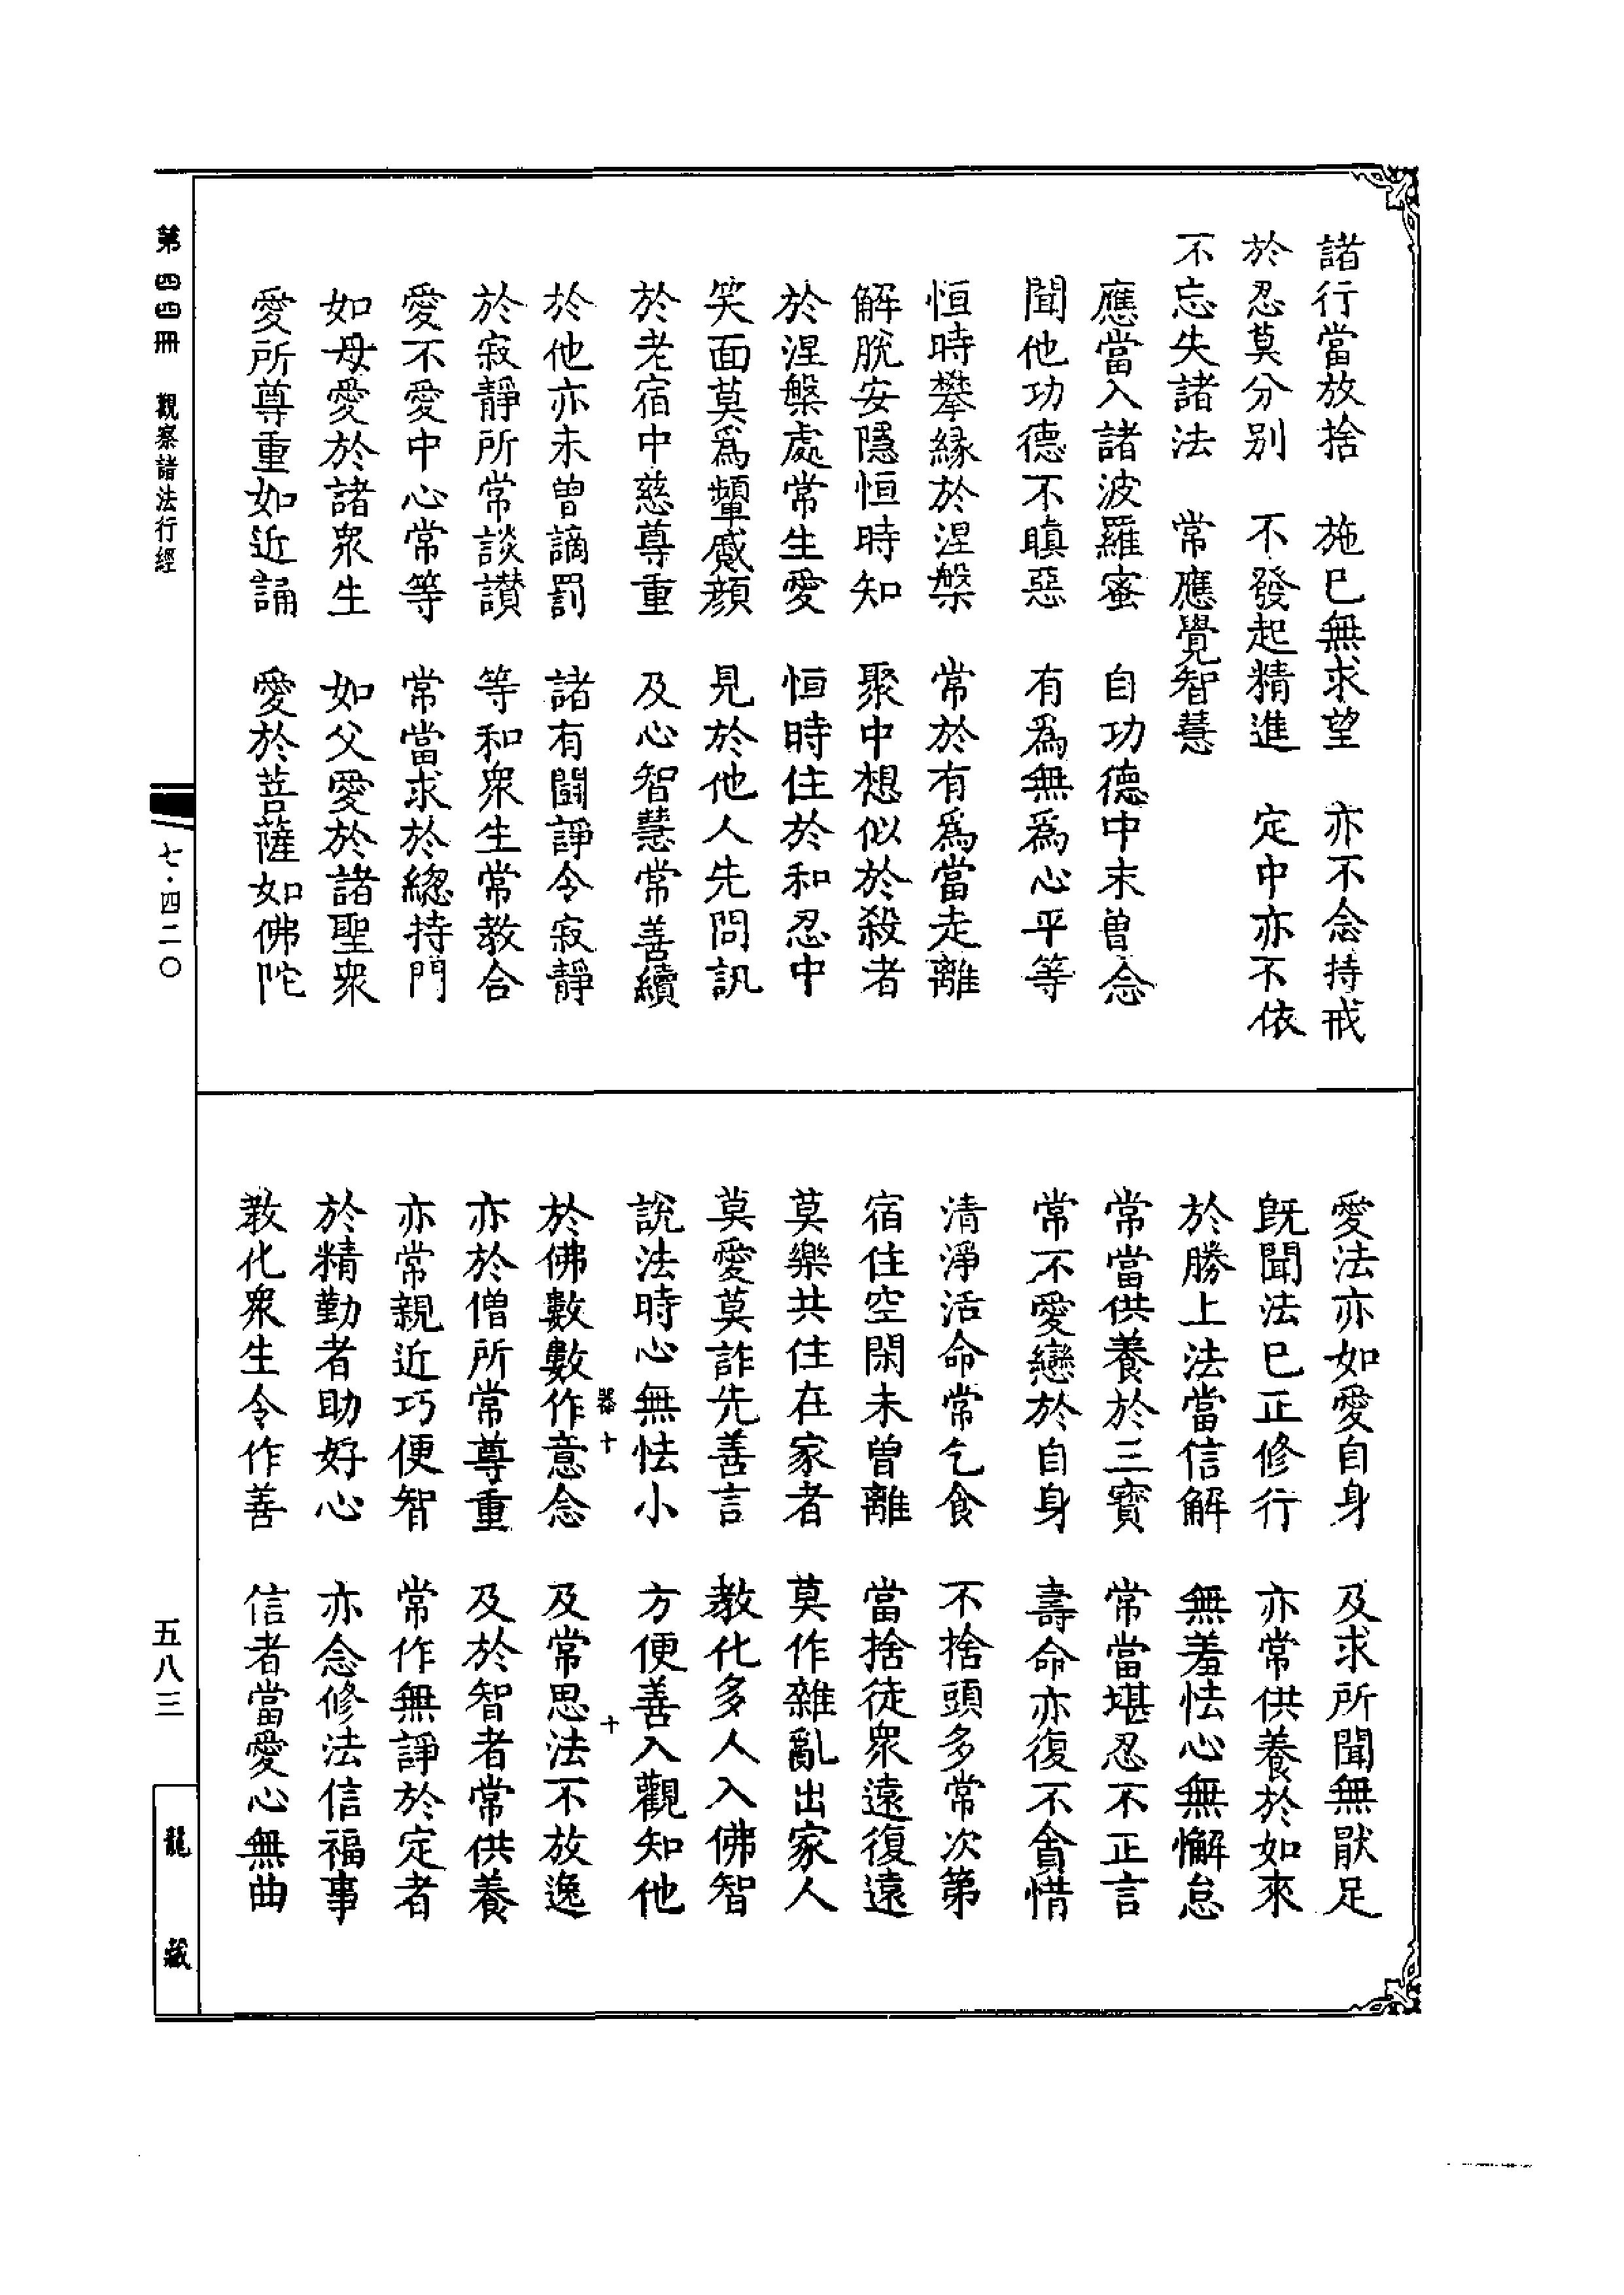 諸行當放捨　施已無求望　亦不念持戒
於忍莫分别　不發起精進　定中亦不依
不忘失諸法　常應覺智慧
應當入諸波羅蜜　自功德中末曾念
聞他功德不瞋惡　有爲無爲心平等
恒時攀緣於涅槃　常於有爲當走離
解脫安隱恒時知　聚中想似於殺者
於涅槃處常生愛　恒時住於和忍中
笑面莫爲顰蹙顏　見於他人先問訊
於老宿中慈尊重　及心智慧常善續
於他亦未曾謫罰　諸有鬪諍令寂靜
於寂靜所常談讃　等和衆生常教合
愛不愛中心常等　常當求於緫持門
如母愛於諸衆生　如父愛於諸聖衆
愛所尊重如近誦　愛於菩薩如佛陀
愛法亦如愛自身　及求所聞無猒足
旣聞法已正修行　亦常供養於如來
於勝上法當信解　無羞怯心無懈怠
常當供養於三寶　常當堪忍不正言
常不愛戀於自身　壽命亦復不貪惜
清淨活命常乞食　不捨頭多常次第
宿住空閑未曾離　當捨徒衆遠復遠
莫樂共住在家者　莫作雜亂出家人
莫愛莫詐先善言　教化多人入佛智
說法時心無怯小　方便善入觀知他
器十　十
於佛數數作意念　及常思法不放逸
亦於僧所常尊重　及於智者常供養
亦常親近巧便智　常作無諍於定者
於精勤者助好心　亦念修法信福事
教化衆生令作善　信者當愛心無曲
第四四冊　觀察諸法行經
七·四二〇
五八三
龍藏